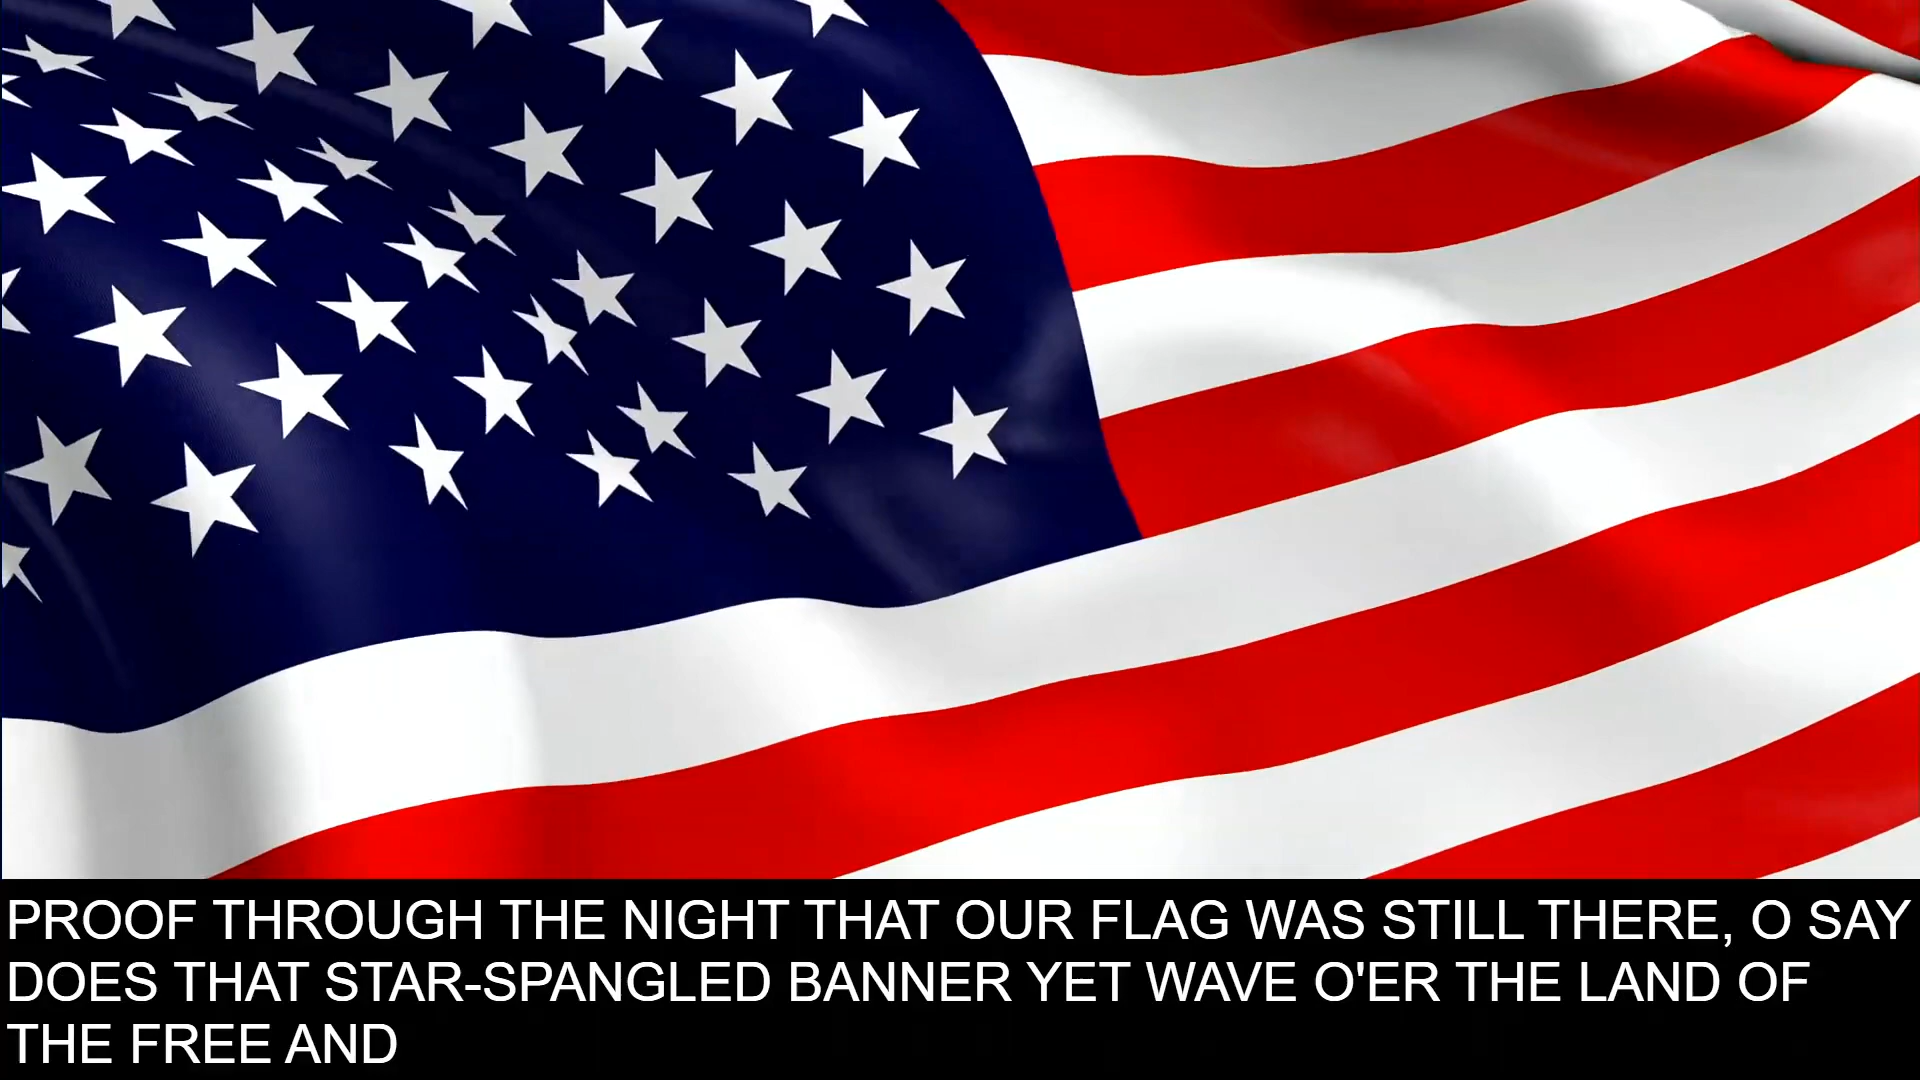 PROOF THROUGH THE NIGHT THAT OUR FLAG WAS STILL THERE, O SAY
DOES THAT STAR-SPANGLED BANNER YET WAVE O'ER THE LAND OF
THE FREE AND